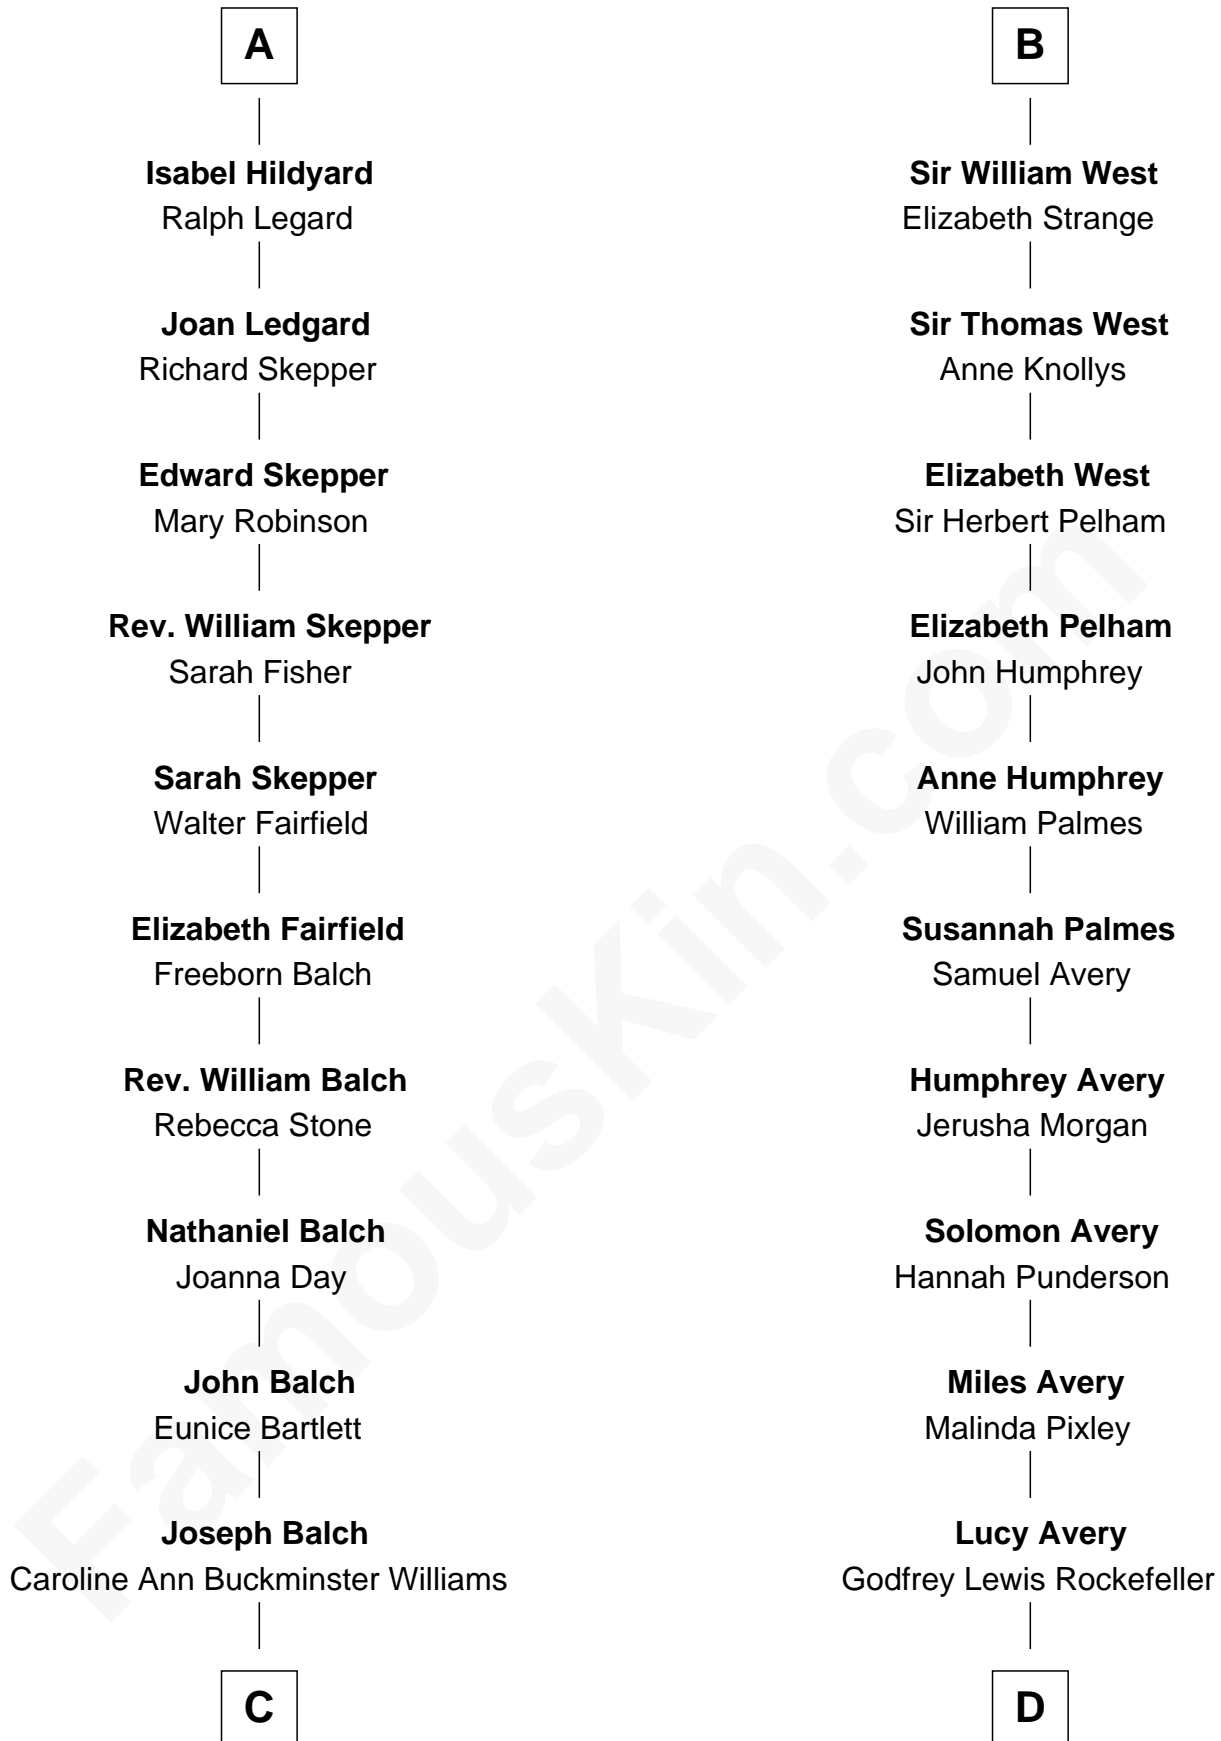 A
Isabel Hildyard
Ralph Legard
Joan Ledgard
Richard Skepper
Edward Skepper
Mary Robinson
Rev. William Skepper
Sarah Fisher
Sarah Skepper
Walter Fairfield
Elizabeth Fairfield
Freeborn Balch
Rev. William Balch
Rebecca Stone
Nathaniel Balch
Joanna Day
John Balch
Eunice Bartlett
Joseph Balch
Caroline Ann Buckminster Williams
C
B
Sir William West
Elizabeth Strange
Sir Thomas West
Anne Knollys
Elizabeth West
Sir Herbert Pelham
Elizabeth Pelham
John Humphrey
Anne Humphrey
William Palmes
Susannah Palmes
Samuel Avery
Humphrey Avery
Jerusha Morgan
Solomon Avery
Hannah Punderson
Miles Avery
Malinda Pixley
Lucy Avery
Godfrey Lewis Rockefeller
D
FamousKin.com